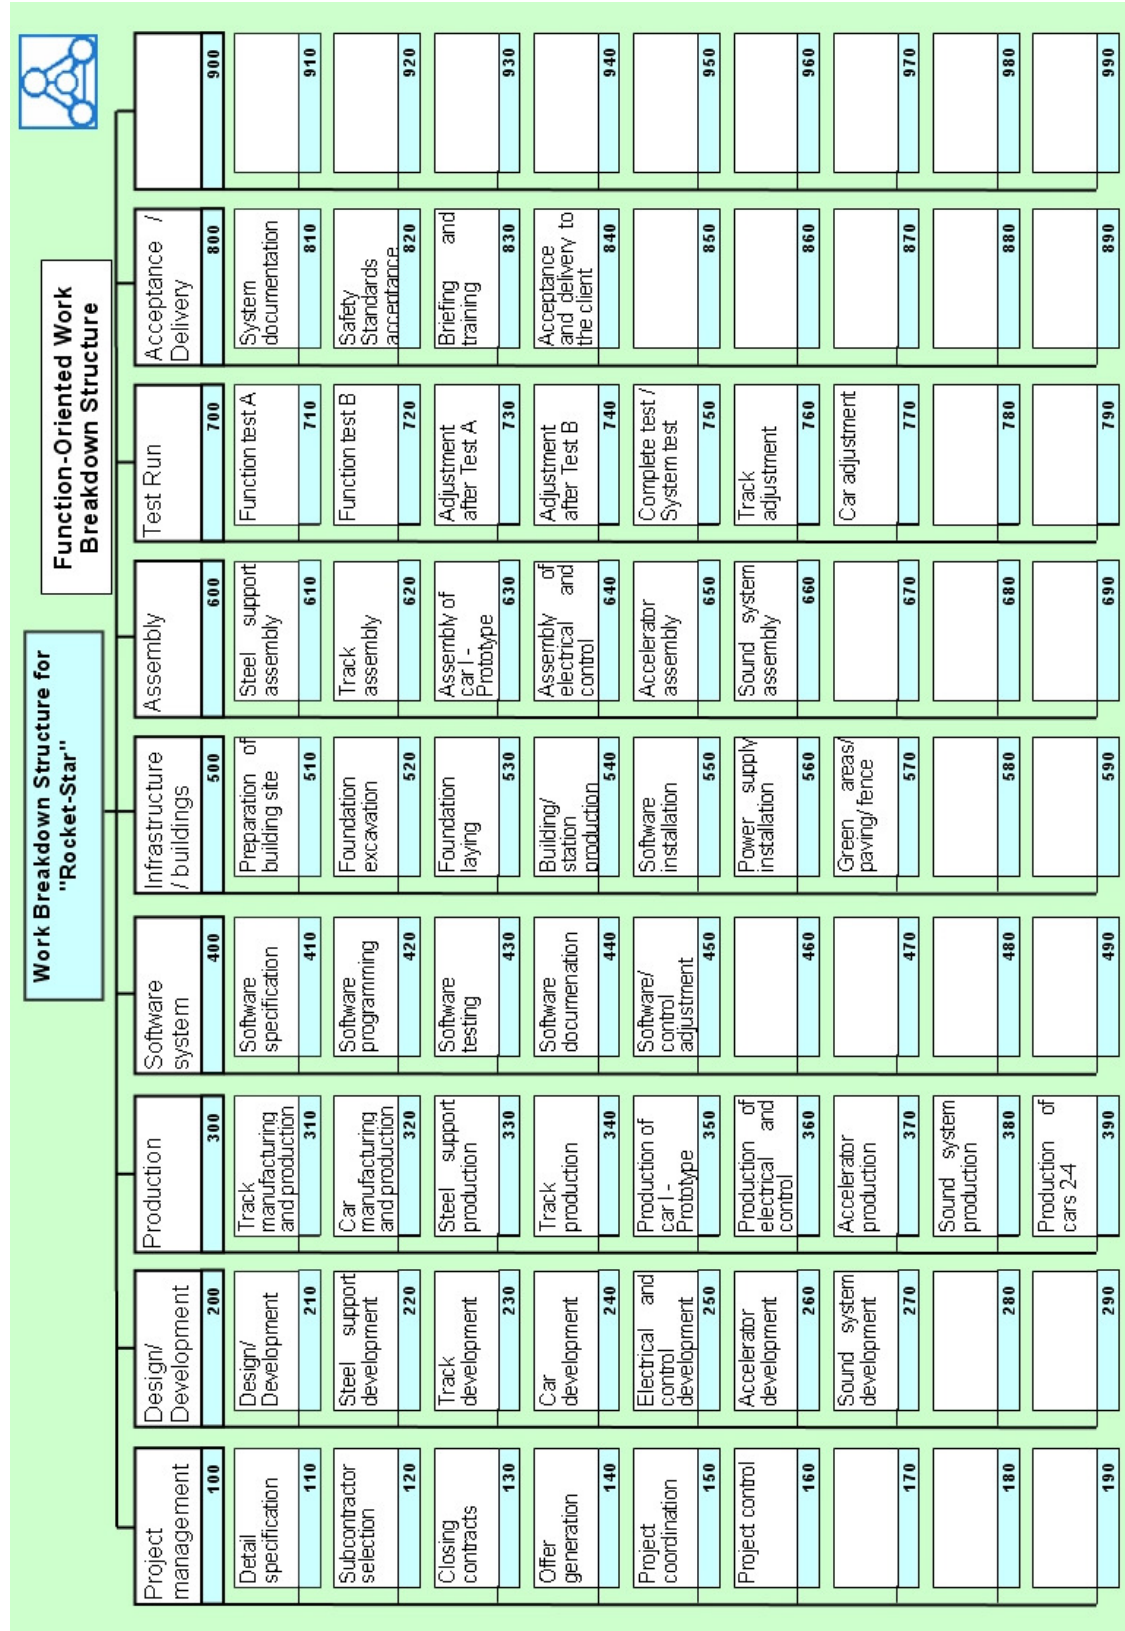 Work Breakdown Structure for
"Rocket-Star"
Function-Oriented Work
Breakdown Structure
Project
management
100
Detail
specification
110
Subcontractor
selection
120
Closing
contracts
130
Offer
generation
140
Project
coordination
150
Project control
160
170
180
190
Design/
Development
200
Design/
Development
210
Steel support
development
220
Track
development
230
Car
development
240
Electrical and
control
development
250
Accelerator
development
260
Sound system
development
270
280
290
Production
300
Track
manufacturing
and production
310
Car
manufacturing
and production
320
Steel support
production
330
Track
production
340
Production of
car I -
Prototype
350
Production of
electrical and
control
360
Accelerator
production
370
Sound system
production
380
Production of
cars 2-4
390
Software
system
400
Software
specification
410
Software
programming
420
Software
testing
430
Software
documenation
440
Software/
control
adjustment
450
460
470
480
490
Infrastructure
/ buildings
500
Preparation of
building site
510
Foundation
excavation
520
Foundation
laying
530
Building/
station
production
540
Software
installation
550
Power supply
installation
560
Green areas/
paving/ fence
570
580
590
Assembly
600
Steel support
assembly
610
Track
assembly
620
Assembly of
car I -
Prototype
630
Assembly of
electrical and
control
640
Accelerator
assembly
650
Sound system
assembly
660
670
680
690
Test Run
700
Function test A
710
Function test B
720
Adjustment
after Test A
730
Adjustment
after Test B
740
Complete test /
System test
750
Track
adjustment
760
Car adjustment
770
780
790
Acceptance /
Delivery
800
System
documentation
810
Safety
Standards
acceptance
820
Briefing and
training
830
Acceptance
and delivery to
the client
840
850
860
870
880
890
900
910
920
930
940
950
960
970
980
990